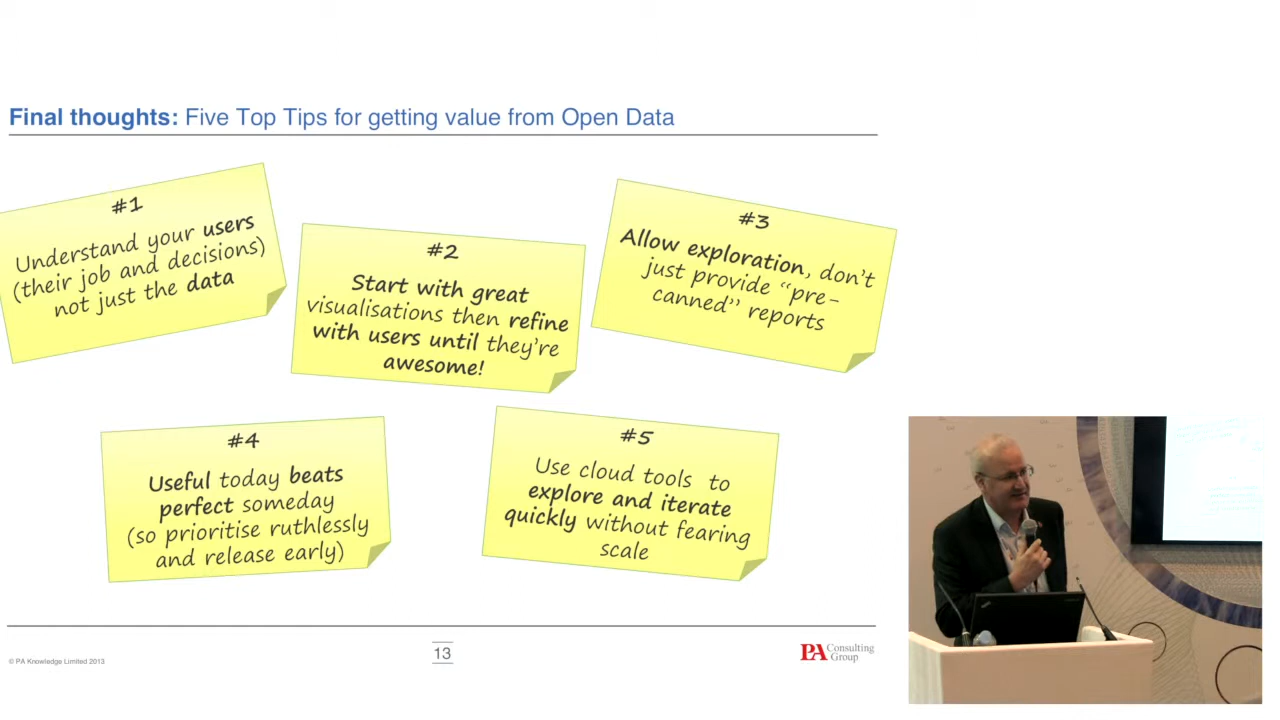 Final thoughts: Five Top Tips for getting value from Open Data
#1
Understand your users
(their job and decisions)
not just the data
#2
Start with great
visualisations then refine
with users until they're
awesome!
#3
Allow exploration, don't
just provide "pre-
canned" reports
#4
Useful today beats
perfect someday
(so prioritise ruthlessly
and release early)
#5
Use cloud tools to
explore and iterate
quickly without fearing
scale
© PA Knowledge Limited 2013
13
PA Consulting
Group